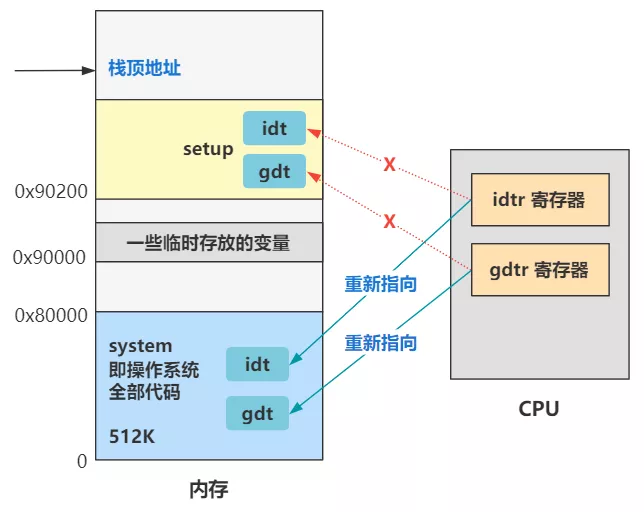 栈顶地址
idt
setup
gdt
0x90200
一些临时存放的变量
0x90000
0x80000
system
即操作系统
全部代码
idt
gdt
512K
0
内存
X
X
重新指向
重新指向
idtr 寄存器
gdtr 寄存器
CPU